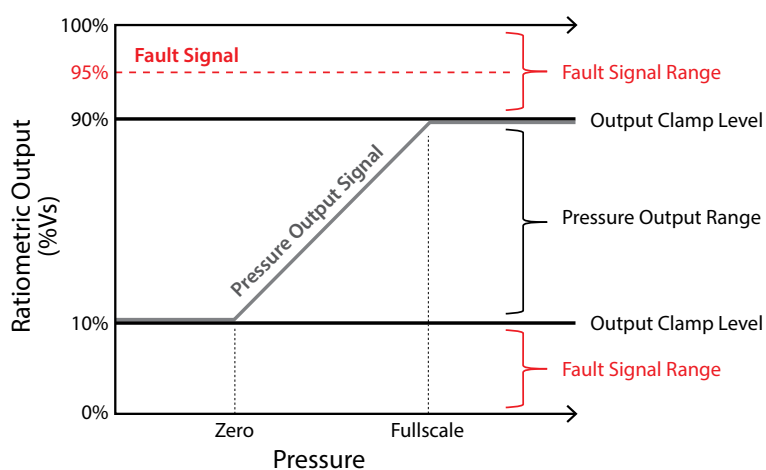 100%
Fault Signal
95%
Fault Signal Range
90%
Output Clamp Level
Ratiometric Output
(%Vs)
Pressure Output Signal
Pressure Output Range
10%
Output Clamp Level
Fault Signal Range
0%
Zero
Fullscale
Pressure